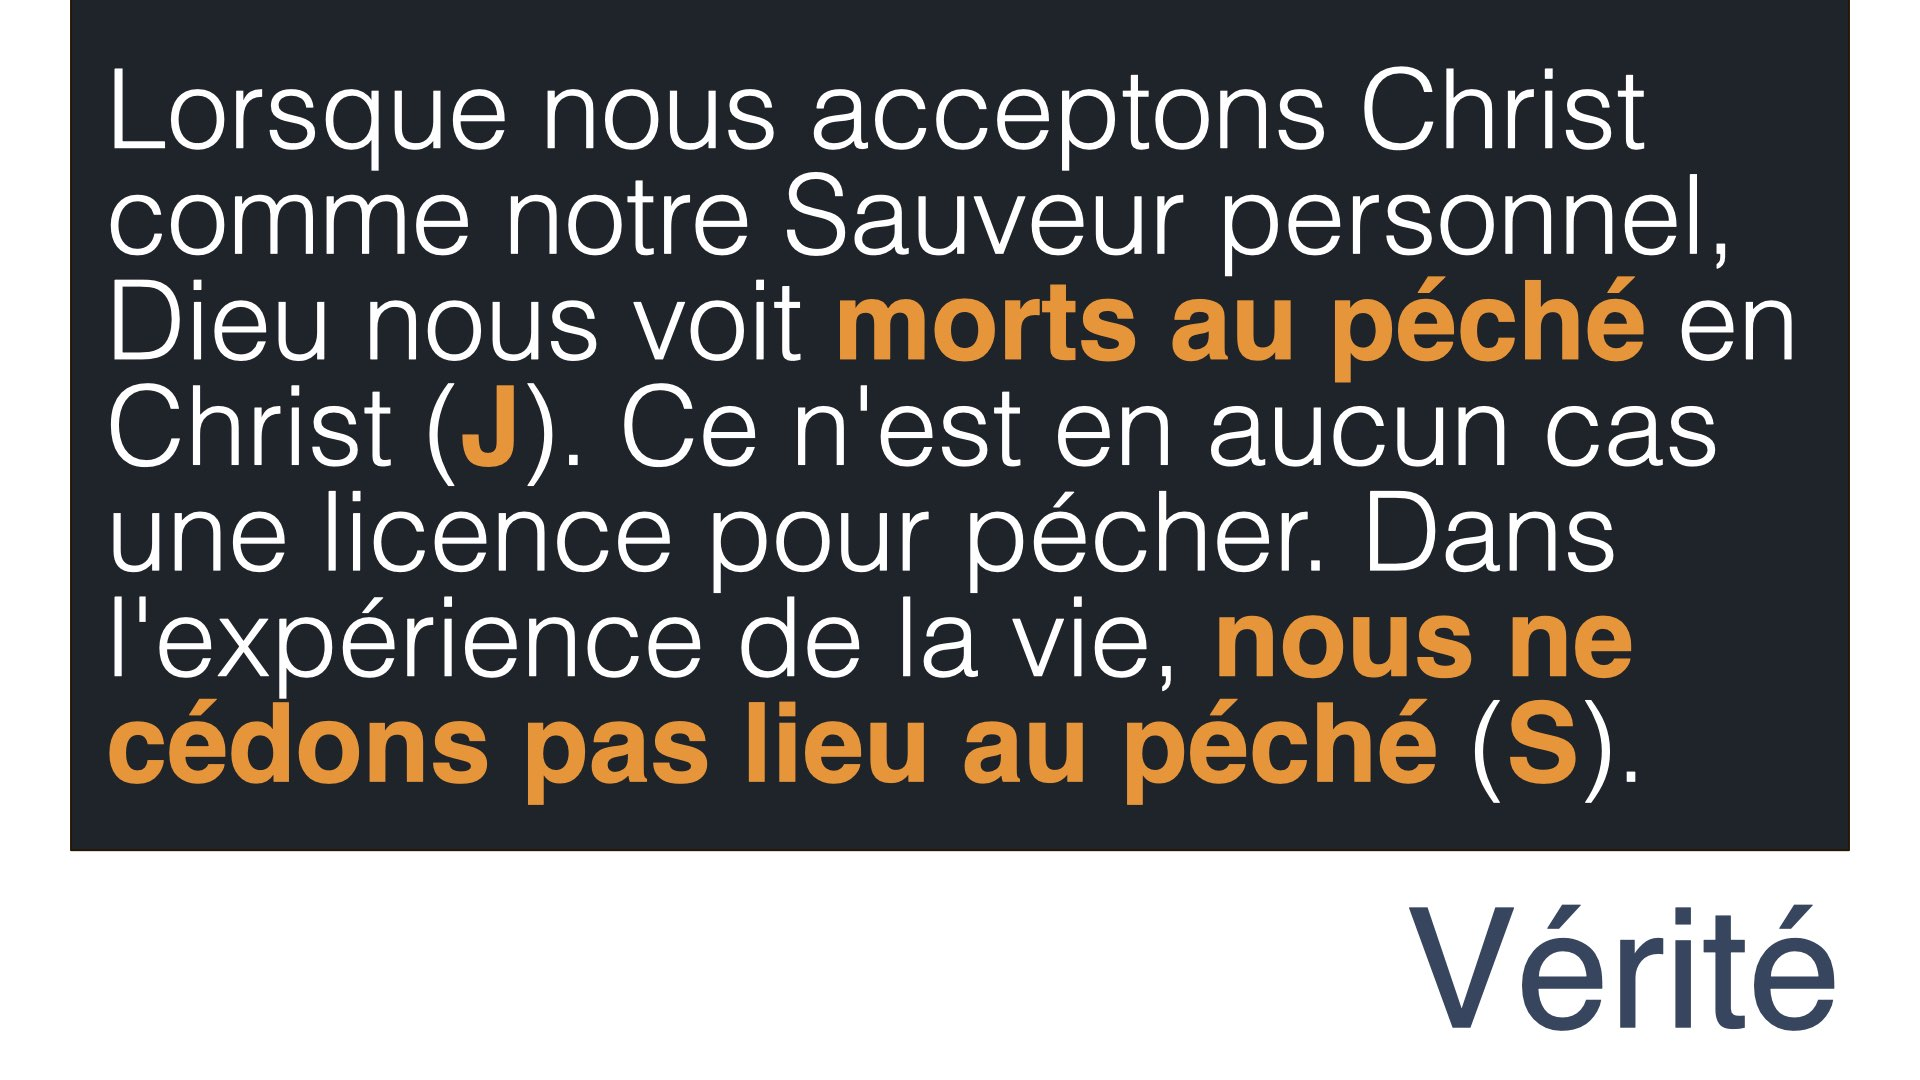 Lorsque nous acceptons Christ
comme notre Sauveur personnel,
Dieu nous voit morts au péché en
Christ (J). Ce n'est en aucun cas
une licence pour pécher. Dans
l'expérience de la vie, nous ne
cédons pas lieu au péché (S).
Vérité